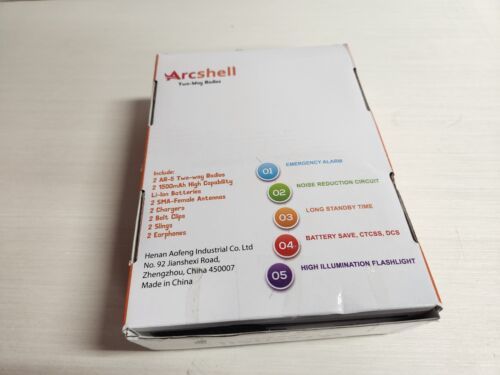 Arcshell
Two-Way Radios
Include:
2 AR-5 Two-way Radios
2 1500mAh High Capability
Li-Ion Batteries
2 SMA-Female Antennas
2 Chargers
2 Belt Clips
2 Slings
2 Earphones
Henan Aofeng Industrial Co. Ltd
No. 92 Jianshexi Road,
Zhengzhou, China 450007
Made in China
01 EMERGENCY ALARM
02 NOISE REDUCTION CIRCUIT
03 LONG STANDBY TIME
04 BATTERY SAVE, CTCSS, DCS
05 HIGH ILLUMINATION FLASHLIGHT